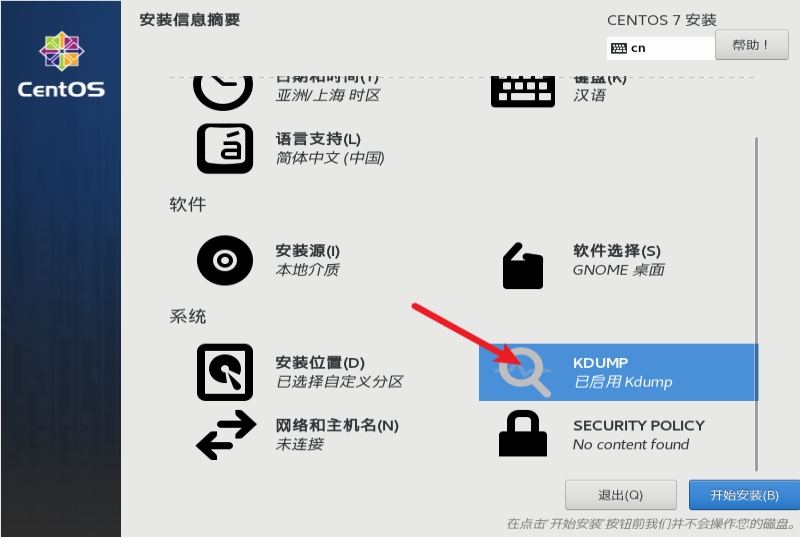 安装信息摘要
CENTOS 7 安装
cn
帮助！
CentOS
日期和时间(T)
亚洲/上海 时区
键盘(K)
汉语
á
语言支持(L)
简体中文 (中国)
软件
安装源(I)
本地介质
软件选择(S)
GNOME 桌面
系统
安装位置(D)
已选择自定义分区
KDUMP
已启用 Kdump
网络和主机名(N)
未连接
SECURITY POLICY
No content found
退出(Q)
开始安装(B)
在点击“开始安装”按钮前我们并不会操作您的磁盘。